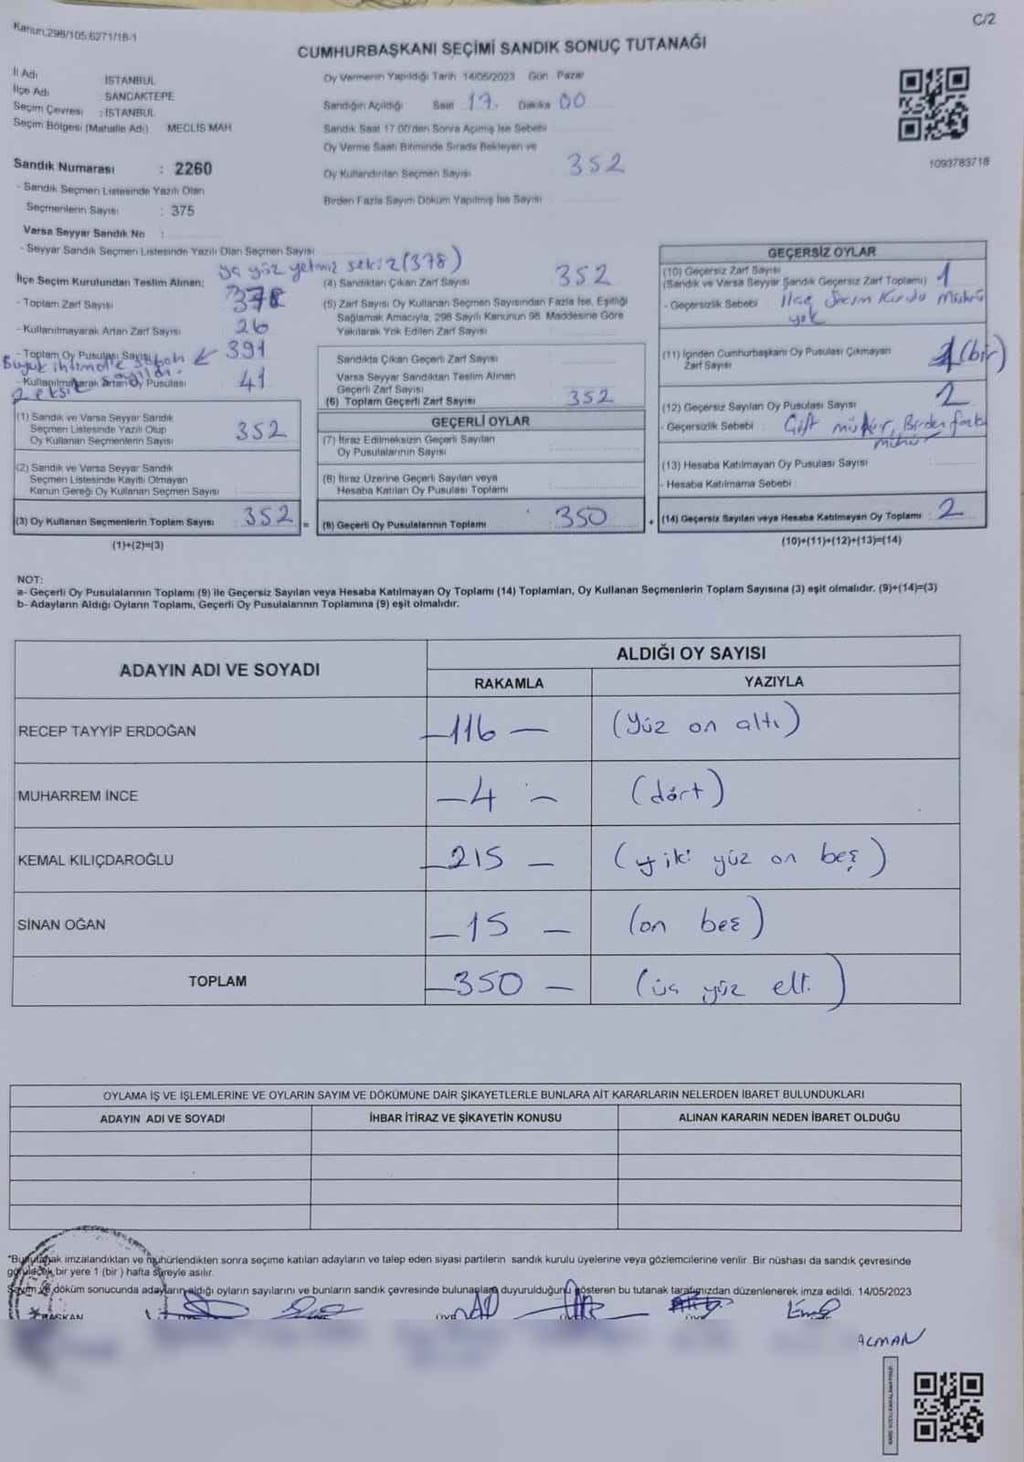 Kanun:298/105;6271/18-1
C/2
CUMHURBAŞKANI SEÇİMİ SANDIK SONUÇ TUTANAĞI
İl Adı : İSTANBUL
İlçe Adı : SANCAKTEPE
Seçim Çevresi : İSTANBUL
Seçim Bölgesi (Mahalle Adı) MECLİS MAH
Sandık Numarası : 2260
- Sandık Seçmen Listesinde Yazılı Olan
Seçmenlerin Sayısı : 375
Varsa Seyyar Sandık No :
- Seyyar Sandık Seçmen Listesinde Yazılı Olan Seçmen Sayısı
Oy Vermenin Yapıldığı Tarih 14/05/2023 Gün Pazar
Sandığın Açıldığı Saat 17. Dakika 00
Sandık Saat 17:00'den Sonra Açılmış İse Sebebi
Oy Verme Saati Bitiminde Sırada Bekleyen ve
Oy Kullandırılan Seçmen Sayısı 352
Birden Fazla Sayım Döküm Yapılmış İse Sayısı
1093783718
üç yüz yetmiş sekiz (378)
İlçe Seçim Kurulundan Teslim Alınan;
- Toplam Zarf Sayısı 378
- Kullanılmayarak Artan Zarf Sayısı 26
- Toplam Oy Pusulası Sayısı 391
Büyük ihtimalle
- Kullanılmayarak Artan Oy Pusulası 41
2 eksik
(1) Sandık ve Varsa Seyyar Sandık
Seçmen Listesinde Yazılı Olup
Oy Kullanan Seçmenlerin Sayısı 352
(2) Sandık ve Varsa Seyyar Sandık
Seçmen Listesinde Kayıtlı Olmayan
Kanun Gereği Oy Kullanan Seçmen Sayısı
(3) Oy Kullanan Seçmenlerin Toplam Sayısı 352 =
(1)+(2)=(3)
(4) Sandıktan Çıkan Zarf Sayısı 352
(5) Zarf Sayısı Oy Kullanan Seçmen Sayısından Fazla İse, Eşitliği
Sağlamak Amacıyla, 298 Sayılı Kanunun 98. Maddesine Göre
Yakılarak Yok Edilen Zarf Sayısı
Sandıkta Çıkan Geçerli Zarf Sayısı
Varsa Seyyar Sandıktan Teslim Alınan
Geçerli Zarf Sayısı
(6) Toplam Geçerli Zarf Sayısı 352
GEÇERLİ OYLAR
(7) İtiraz Edilmeksizin Geçerli Sayılan
Oy Pusulalarının Sayısı
(8) İtiraz Üzerine Geçerli Sayılan veya
Hesaba Katılan Oy Pusulası Toplamı
(9) Geçerli Oy Pusulalarının Toplamı 350 +
GEÇERSİZ OYLAR
(10) Geçersiz Zarf Sayısı
(Sandık ve Varsa Seyyar Sandık Geçersiz Zarf Toplamı) 1
- Geçersizlik Sebebi : İlçe Seçim Kurulu Mührü
yok
(11) İçinden Cumhurbaşkanı Oy Pusulası Çıkmayan
Zarf Sayısı 1 (bir)
(12) Geçersiz Sayılan Oy Pusulası Sayısı 2
- Geçersizlik Sebebi : Çift mühür, Birden fazla
mühür
(13) Hesaba Katılmayan Oy Pusulası Sayısı
- Hesaba Katılmama Sebebi :
(14) Geçersiz Sayılan veya Hesaba Katılmayan Oy Toplamı : 2
(10)+(11)+(12)+(13)=(14)
NOT:
a- Geçerli Oy Pusulalarının Toplamı (9) ile Geçersiz Sayılan veya Hesaba Katılmayan Oy Toplamı (14) Toplamları, Oy Kullanan Seçmenlerin Toplam Sayısına (3) eşit olmalıdır. (9)+(14)=(3)
b- Adayların Aldığı Oyların Toplamı, Geçerli Oy Pusulalarının Toplamına (9) eşit olmalıdır.
ADAYIN ADI VE SOYADI
ALDIĞI OY SAYISI
RAKAMLA YAZIYLA
RECEP TAYYİP ERDOĞAN -116- (Yüz on altı)
MUHARREM İNCE -4- (dört)
KEMAL KILIÇDAROĞLU -215- (iki yüz on beş)
SİNAN OĞAN -15- (on beş)
TOPLAM -350- (üç yüz elli)
OYLAMA İŞ VE İŞLEMLERİNE VE OYLARIN SAYIM VE DÖKÜMÜNE DAİR ŞİKAYETLERLE BUNLARA AİT KARARLARIN NELERDEN İBARET BULUNDUKLARI
ADAYIN ADI VE SOYADI İHBAR İTİRAZ VE ŞİKAYETİN KONUSU ALINAN KARARIN NEDEN İBARET OLDUĞU
*Bu tutanak imzalandıktan ve mühürlendikten sonra seçime katılan adayların ve talep eden siyasi partilerin sandık kurulu üyelerine veya gözlemcilerine verilir. Bir nüshası da sandık çevresinde
görülecek bir yere 1 (bir) hafta süreyle asılır.
Sayım ve döküm sonucunda adayların aldığı oyların sayılarını ve bunların sandık çevresinde bulunanlara duyurulduğunu gösteren bu tutanak tarafımızdan düzenlenerek imza edildi. 14/05/2023
BAŞKAN
ACMAN